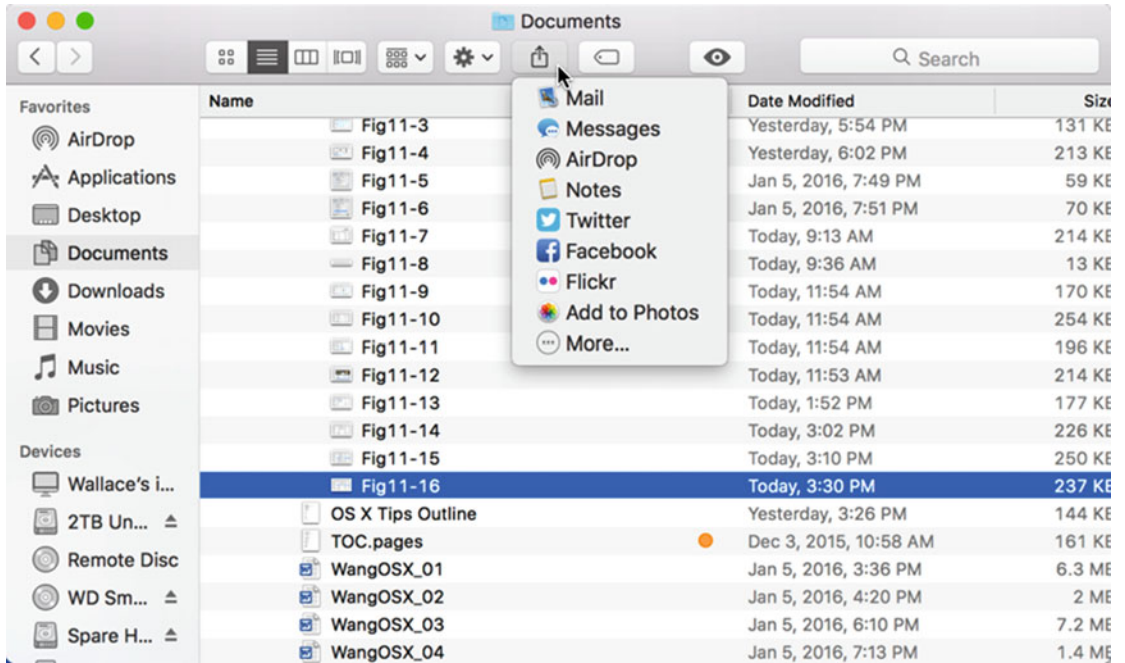 Documents
Search
Favorites
AirDrop
Applications
Desktop
Documents
Downloads
Movies
Music
Pictures
Devices
Wallace's i...
2TB Un...
Remote Disc
WD Sm...
Spare H...
Mail
Messages
AirDrop
Notes
Twitter
Facebook
Flickr
Add to Photos
More...
Name Date Modified Size
Fig11-3 Yesterday, 5:54 PM 131 KB
Fig11-4 Yesterday, 6:02 PM 213 KB
Fig11-5 Jan 5, 2016, 7:49 PM 59 KB
Fig11-6 Jan 5, 2016, 7:51 PM 70 KB
Fig11-7 Today, 9:13 AM 214 KB
Fig11-8 Today, 9:36 AM 13 KB
Fig11-9 Today, 11:54 AM 170 KB
Fig11-10 Today, 11:54 AM 254 KB
Fig11-11 Today, 11:54 AM 196 KB
Fig11-12 Today, 11:53 AM 214 KB
Fig11-13 Today, 1:52 PM 177 KB
Fig11-14 Today, 3:02 PM 226 KB
Fig11-15 Today, 3:10 PM 250 KB
Fig11-16 Today, 3:30 PM 237 KB
OS X Tips Outline Yesterday, 3:26 PM 144 KB
TOC.pages Dec 3, 2015, 10:58 AM 161 KB
WangOSX_01 Jan 5, 2016, 3:36 PM 6.3 MB
WangOSX_02 Jan 5, 2016, 4:20 PM 2 MB
WangOSX_03 Jan 5, 2016, 6:10 PM 7.2 MB
WangOSX_04 Jan 5, 2016, 7:13 PM 1.4 MB